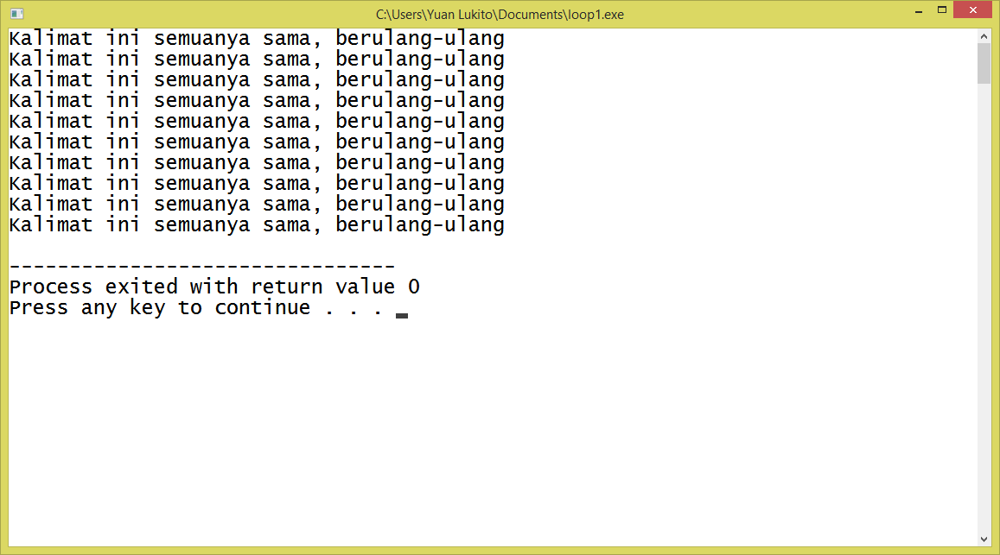 C:\Users\Yuan Lukito\Documents\loop1.exe
Kalimat ini semuanya sama, berulang-ulang
Kalimat ini semuanya sama, berulang-ulang
Kalimat ini semuanya sama, berulang-ulang
Kalimat ini semuanya sama, berulang-ulang
Kalimat ini semuanya sama, berulang-ulang
Kalimat ini semuanya sama, berulang-ulang
Kalimat ini semuanya sama, berulang-ulang
Kalimat ini semuanya sama, berulang-ulang
Kalimat ini semuanya sama, berulang-ulang
Kalimat ini semuanya sama, berulang-ulang
--------------------------------
Process exited with return value 0
Press any key to continue . . .